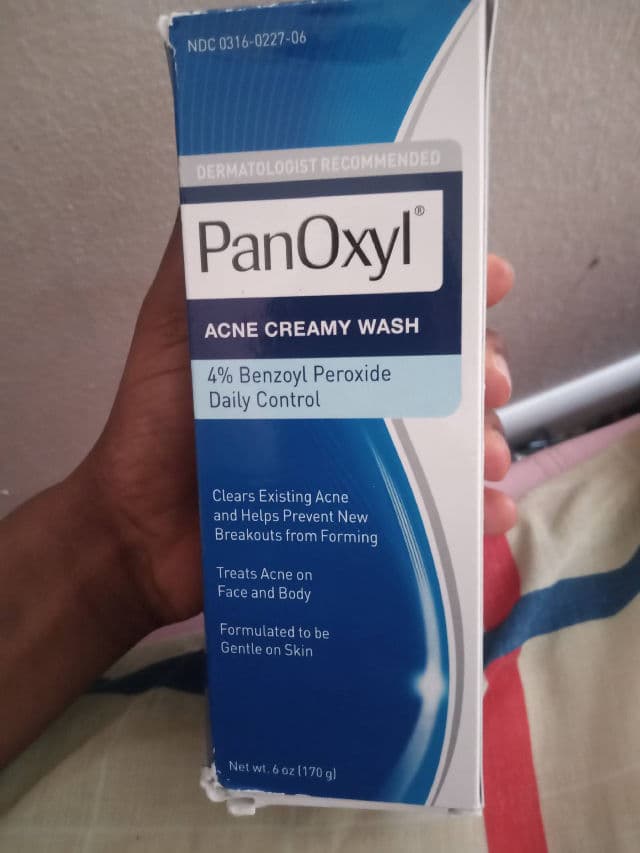 NDC 0316-0227-06
DERMATOLOGIST RECOMMENDED
PanOxyl®
ACNE CREAMY WASH
4% Benzoyl Peroxide
Daily Control
Clears Existing Acne
and Helps Prevent New
Breakouts from Forming
Treats Acne on
Face and Body
Formulated to be
Gentle on Skin
Net wt. 6 oz (170 g)